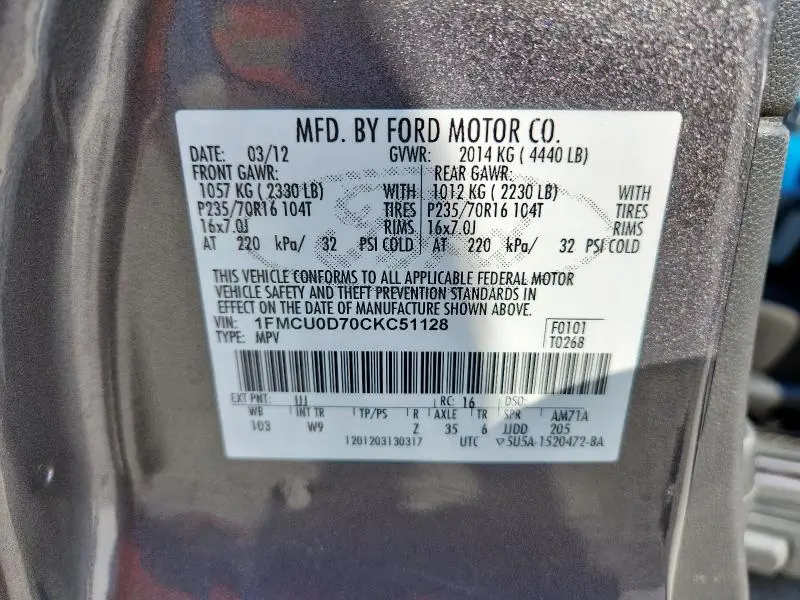 MFD. BY FORD MOTOR CO.
DATE: 03/12 GVWR: 2014 KG ( 4440 LB)
FRONT GAWR: REAR GAWR:
1057 KG ( 2330 LB) WITH 1012 KG ( 2230 LB) WITH
P235/70R16 104T TIRES P235/70R16 104T TIRES
16x7.0J RIMS 16x7.0J RIMS
AT 220 kPa/ 32 PSI COLD AT 220 kPa/ 32 PSI COLD
THIS VEHICLE CONFORMS TO ALL APPLICABLE FEDERAL MOTOR
VEHICLE SAFETY AND THEFT PREVENTION STANDARDS IN
EFFECT ON THE DATE OF MANUFACTURE SHOWN ABOVE.
VIN: 1FMCU0D70CKC51128 F0101
TYPE: MPV T0268
EXT PNT: UJ RC: 16 DSO:
WB INT TR TP/PS R AXLE TR SPR AM71A
103 W9 Z 35 6 JJDD 205
1201203130317 UTC ▽5U5A-1520472-8A